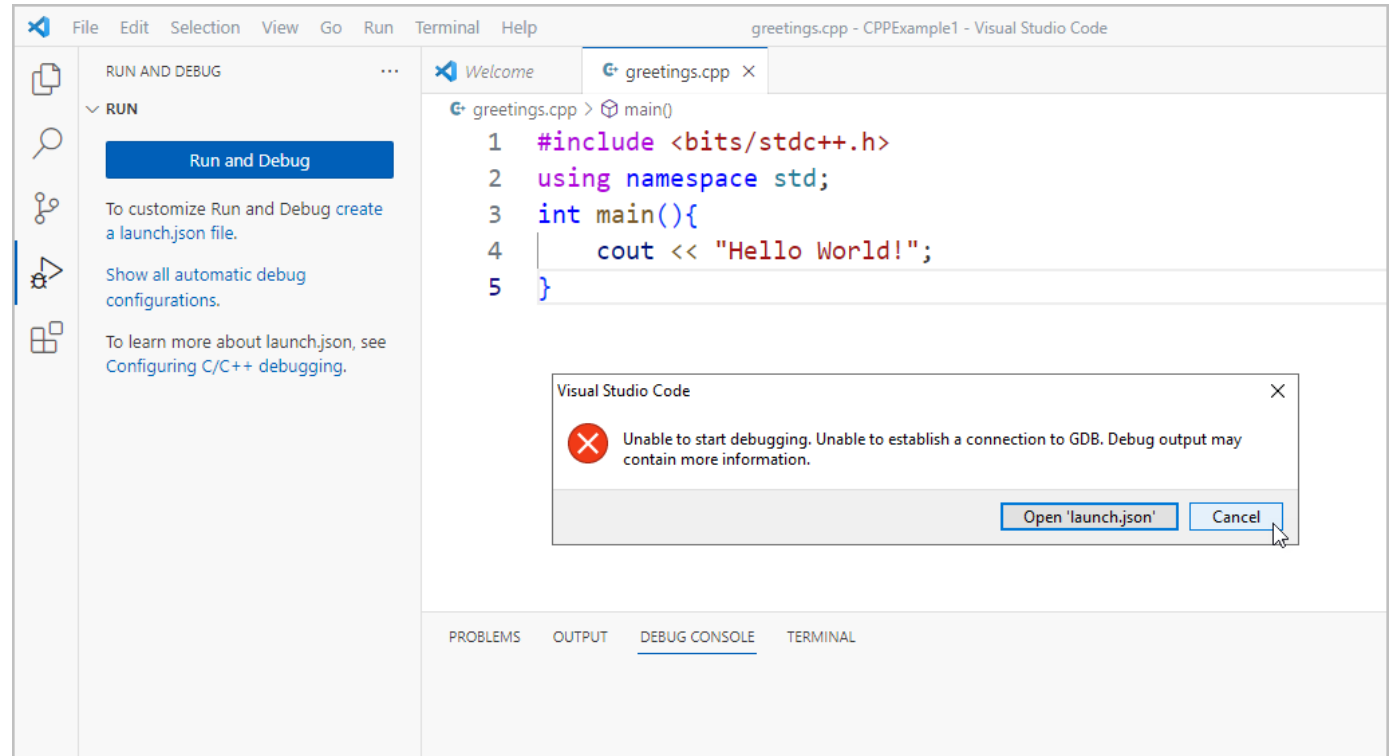 File Edit Selection View Go Run Terminal Help
greetings.cpp - CPPExample1 - Visual Studio Code
RUN AND DEBUG ···
RUN
Run and Debug
To customize Run and Debug create
a launch.json file.
Show all automatic debug
configurations.
To learn more about launch.json, see
Configuring C/C++ debugging.
Welcome
greetings.cpp
greetings.cpp > main()
1 #include <bits/stdc++.h>
2 using namespace std;
3 int main(){
4 cout << "Hello World!";
5 }
Visual Studio Code
Unable to start debugging. Unable to establish a connection to GDB. Debug output may
contain more information.
Open 'launch.json' Cancel
PROBLEMS OUTPUT DEBUG CONSOLE TERMINAL